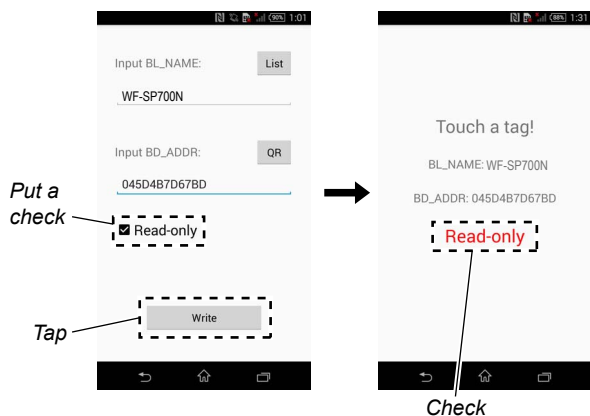 90% 1:01
Input BL_NAME:
List
WF-SP700N
Input BD_ADDR:
QR
045D4B7D67BD
Put a
check
Read-only
Write
Tap
88% 1:31
Touch a tag!
BL_NAME: WF-SP700N
BD_ADDR: 045D4B7D67BD
Read-only
Check